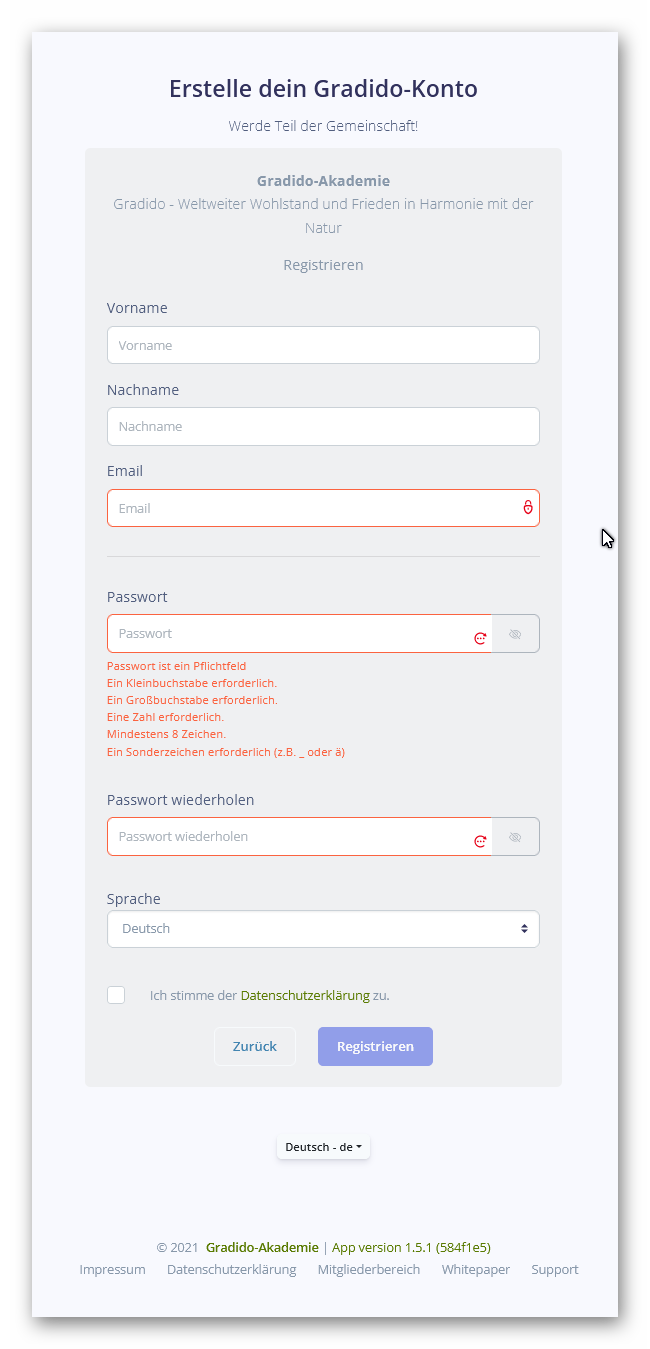 Erstelle dein Gradido-Konto
Werde Teil der Gemeinschaft!
Gradido-Akademie
Gradido - Weltweiter Wohlstand und Frieden in Harmonie mit der
Natur
Registrieren
Vorname
Vorname
Nachname
Nachname
Email
Email
Passwort
Passwort
Passwort ist ein Pflichtfeld
Ein Kleinbuchstabe erforderlich.
Ein Großbuchstabe erforderlich.
Eine Zahl erforderlich.
Mindestens 8 Zeichen.
Ein Sonderzeichen erforderlich (z.B. _ oder ä)
Passwort wiederholen
Passwort wiederholen
Sprache
Deutsch
Ich stimme der Datenschutzerklärung zu.
Zurück Registrieren
Deutsch - de
© 2021 Gradido-Akademie | App version 1.5.1 (584f1e5)
Impressum Datenschutzerklärung Mitgliederbereich Whitepaper Support